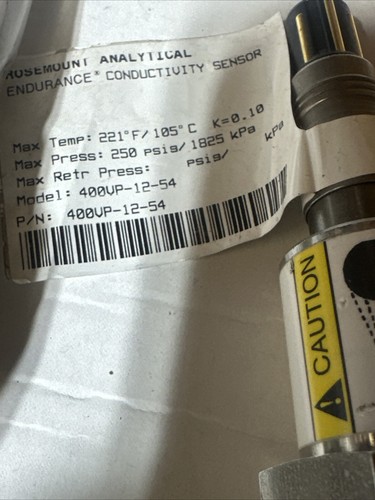 ROSEMOUNT ANALYTICAL
ENDURANCE* CONDUCTIVITY SENSOR
Max Temp: 221°F/105°C K=0.10
Max Press: 250 psig/1825 kPa
Max Retr Press: psig/ kPa
Model: 400VP-12-54
P/N: 400VP-12-54
CAUTION